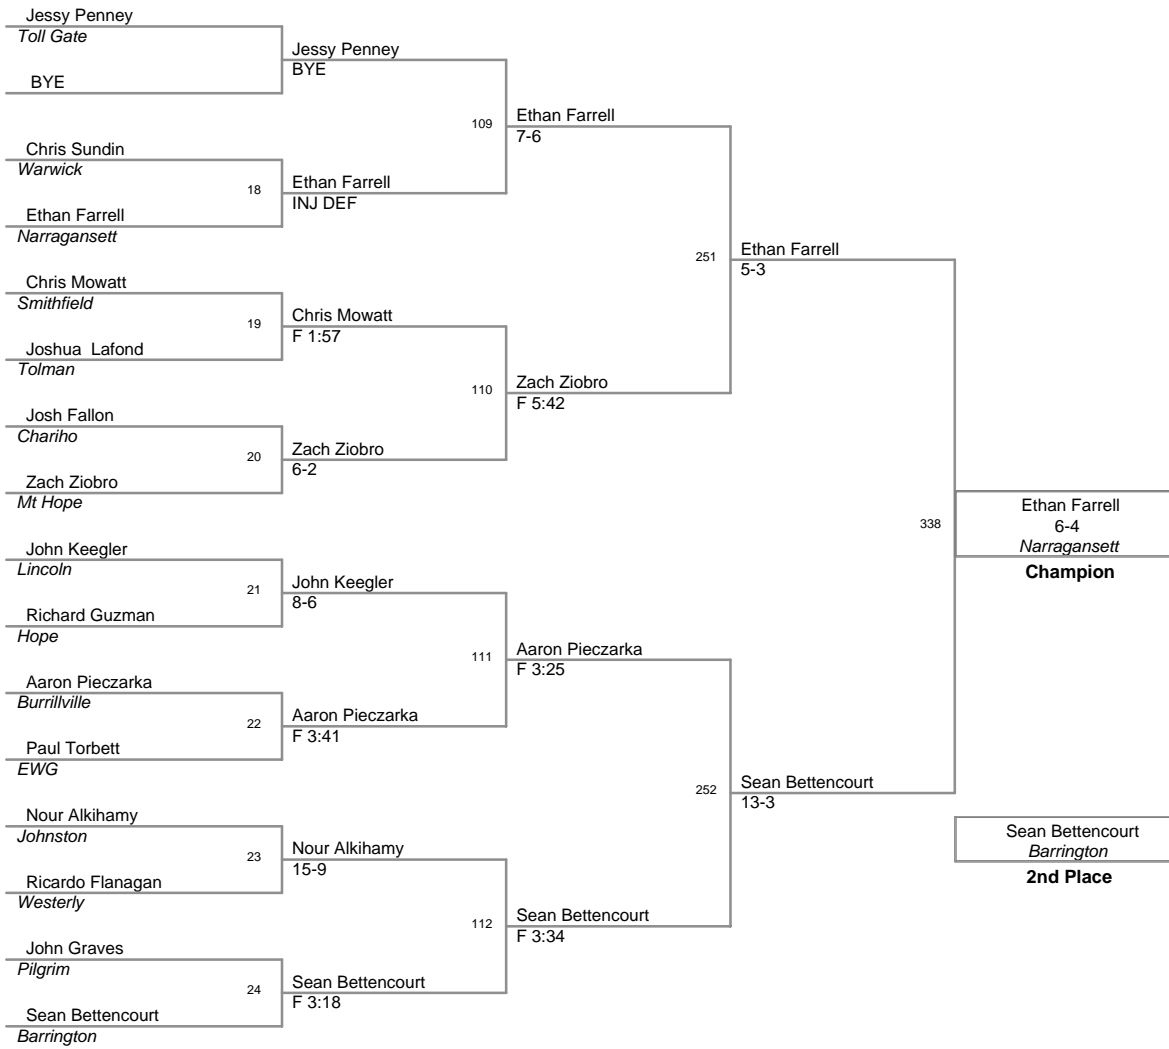 Jessy Penney
Toll Gate
BYE
Chris Sundin
Warwick
Ethan Farrell
Narragansett
Chris Mowatt
Smithfield
Joshua  Lafond
Tolman
Josh Fallon
Chariho
Zach Ziobro
Mt Hope
John Keegler
Lincoln
Richard Guzman
Hope
Aaron Pieczarka
Burrillville
Paul Torbett
EWG
Nour Alkihamy
Johnston
Ricardo Flanagan
Westerly
John Graves
Pilgrim
Sean Bettencourt
Barrington
18
19
20
21
22
23
24
Jessy Penney
BYE
Ethan Farrell
INJ DEF
Chris Mowatt
F 1:57
Zach Ziobro
6-2
John Keegler
8-6
Aaron Pieczarka
F 3:41
Nour Alkihamy
15-9
Sean Bettencourt
F 3:18
109
110
111
112
Ethan Farrell
7-6
Zach Ziobro
F 5:42
Aaron Pieczarka
F 3:25
Sean Bettencourt
F 3:34
251
252
Ethan Farrell
5-3
Sean Bettencourt
13-3
338
Ethan Farrell
6-4
Narragansett
Champion
Sean Bettencourt
Barrington
2nd Place